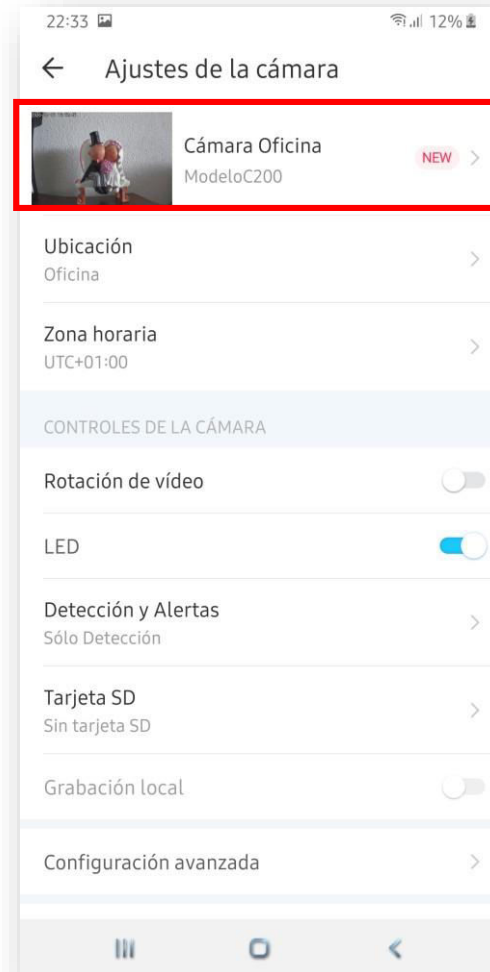 22:33 12%
Ajustes de la cámara
Cámara Oficina
NEW
ModeloC200
Ubicación
Oficina
Zona horaria
UTC+01:00
CONTROLES DE LA CÁMARA
Rotación de vídeo
LED
Detección y Alertas
Sólo Detección
Tarjeta SD
Sin tarjeta SD
Grabación local
Configuración avanzada